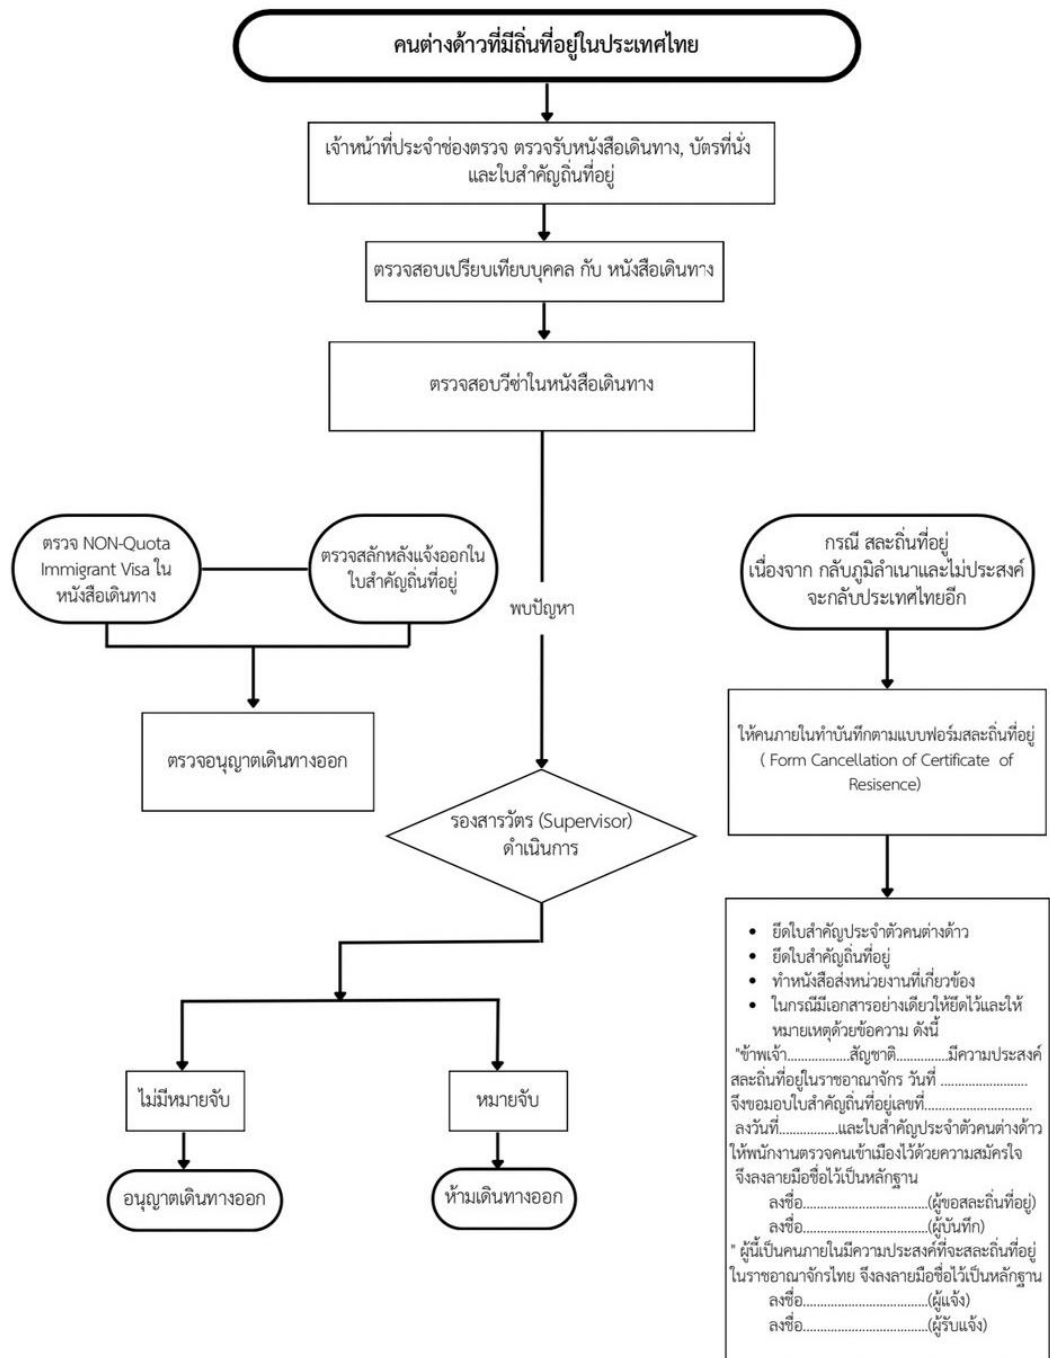 คนต่างด้าวที่มีถิ่นที่อยู่ในประเทศไทย
เจ้าหน้าที่ประจำช่องตรวจ ตรวจรับหนังสือเดินทาง, บัตรที่นั่ง
และใบสำคัญถิ่นที่อยู่
ตรวจสอบเปรียบเทียบบุคคล กับ หนังสือเดินทาง
ตรวจสอบวีซ่าในหนังสือเดินทาง
ตรวจ NON-Quota
Immigrant Visa ใน
หนังสือเดินทาง
ตรวจสลักหลังแจ้งออกใน
ใบสำคัญถิ่นที่อยู่
ตรวจอนุญาตเดินทางออก
พบปัญหา
รองสารวัตร (Supervisor)
ดำเนินการ
ไม่มีหมายจับ
หมายจับ
อนุญาตเดินทางออก
ห้ามเดินทางออก
กรณี สละถิ่นที่อยู่
เนื่องจาก กลับภูมิลำเนาและไม่ประสงค์
จะกลับประเทศไทยอีก
ให้คนภายในทำบันทึกตามแบบฟอร์มสละถิ่นที่อยู่
( Form Cancellation of Certificate of
Resisence)
• ยึดใบสำคัญประจำตัวคนต่างด้าว
• ยึดใบสำคัญถิ่นที่อยู่
• ทำหนังสือส่งหน่วยงานที่เกี่ยวข้อง
• ในกรณีมีเอกสารอย่างเดียวให้ยึดไว้และให้
หมายเหตุด้วยข้อความ ดังนี้
"ข้าพเจ้า.................สัญชาติ..............มีความประสงค์
สละถิ่นที่อยู่ในราชอาณาจักร วันที่ .......................
จึงขอมอบใบสำคัญถิ่นที่อยู่เลขที่.............................
ลงวันที่................และใบสำคัญประจำตัวคนต่างด้าว
ให้พนักงานตรวจคนเข้าเมืองไว้ด้วยความสมัครใจ
จึงลงลายมือชื่อไว้เป็นหลักฐาน
ลงชื่อ..................................(ผู้ขอสละถิ่นที่อยู่)
ลงชื่อ..................................(ผู้บันทึก)
" ผู้นี้เป็นคนภายในมีความประสงค์ที่จะสละถิ่นที่อยู่
ในราชอาณาจักรไทย จึงลงลายมือชื่อไว้เป็นหลักฐาน
ลงชื่อ..................................(ผู้แจ้ง)
ลงชื่อ..................................(ผู้รับแจ้ง)